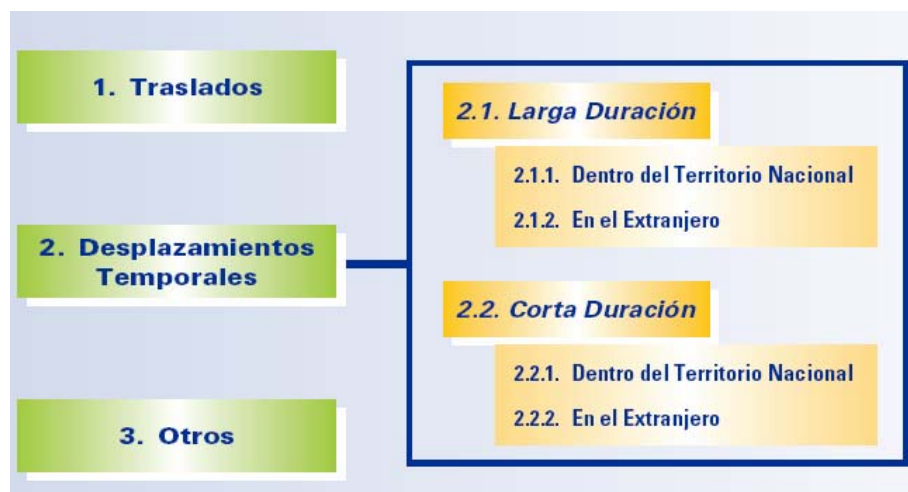 1. Traslados
2. Desplazamientos
Temporales
3. Otros
2.1. Larga Duración
2.1.1. Dentro del Territorio Nacional
2.1.2. En el Extranjero
2.2. Corta Duración
2.2.1. Dentro del Territorio Nacional
2.2.2. En el Extranjero